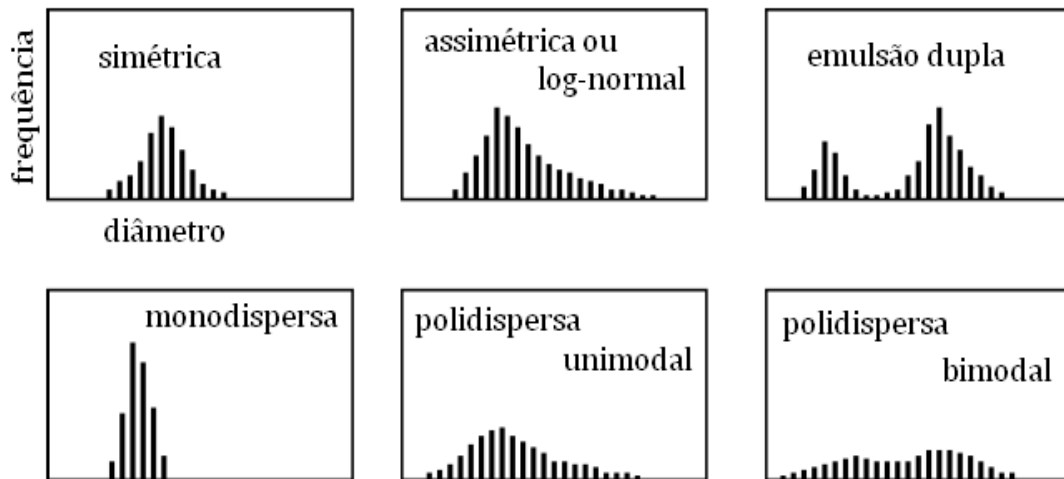 frequência
simétrica
diâmetro
assimétrica ou
log-normal
emulsão dupla
monodispersa
polidispersa
unimodal
polidispersa
bimodal